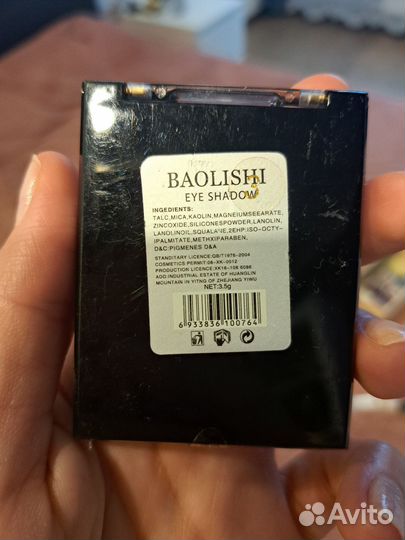 BAOLISHI
EYE SHADOW
INGEDIENTS:
TALC,MICA,KAOLIN,MAGNEIUMSEEARATE,
ZINCOXIDE,SILICONESPOWDER,LANOLIN,
LANOLINOIL,SQUALANE,2EHP.ISO-OCTY-
IPALMITATE,METHXIPARABEN,
D&C:PIGMENES D&A
STANDITARY LICENCE:QB/T1976-2004
COSMETICS PERMIT:06-XK-0012
PRODUCTION LICENCE:XK16-108 6098
ADD:INDUSTRIAL ESTATE OF HUANGLIN
MOUNTAIN IN YITNG OF ZHEJIANG YIWU
NET:3.5g
6 933836 100764
Avito